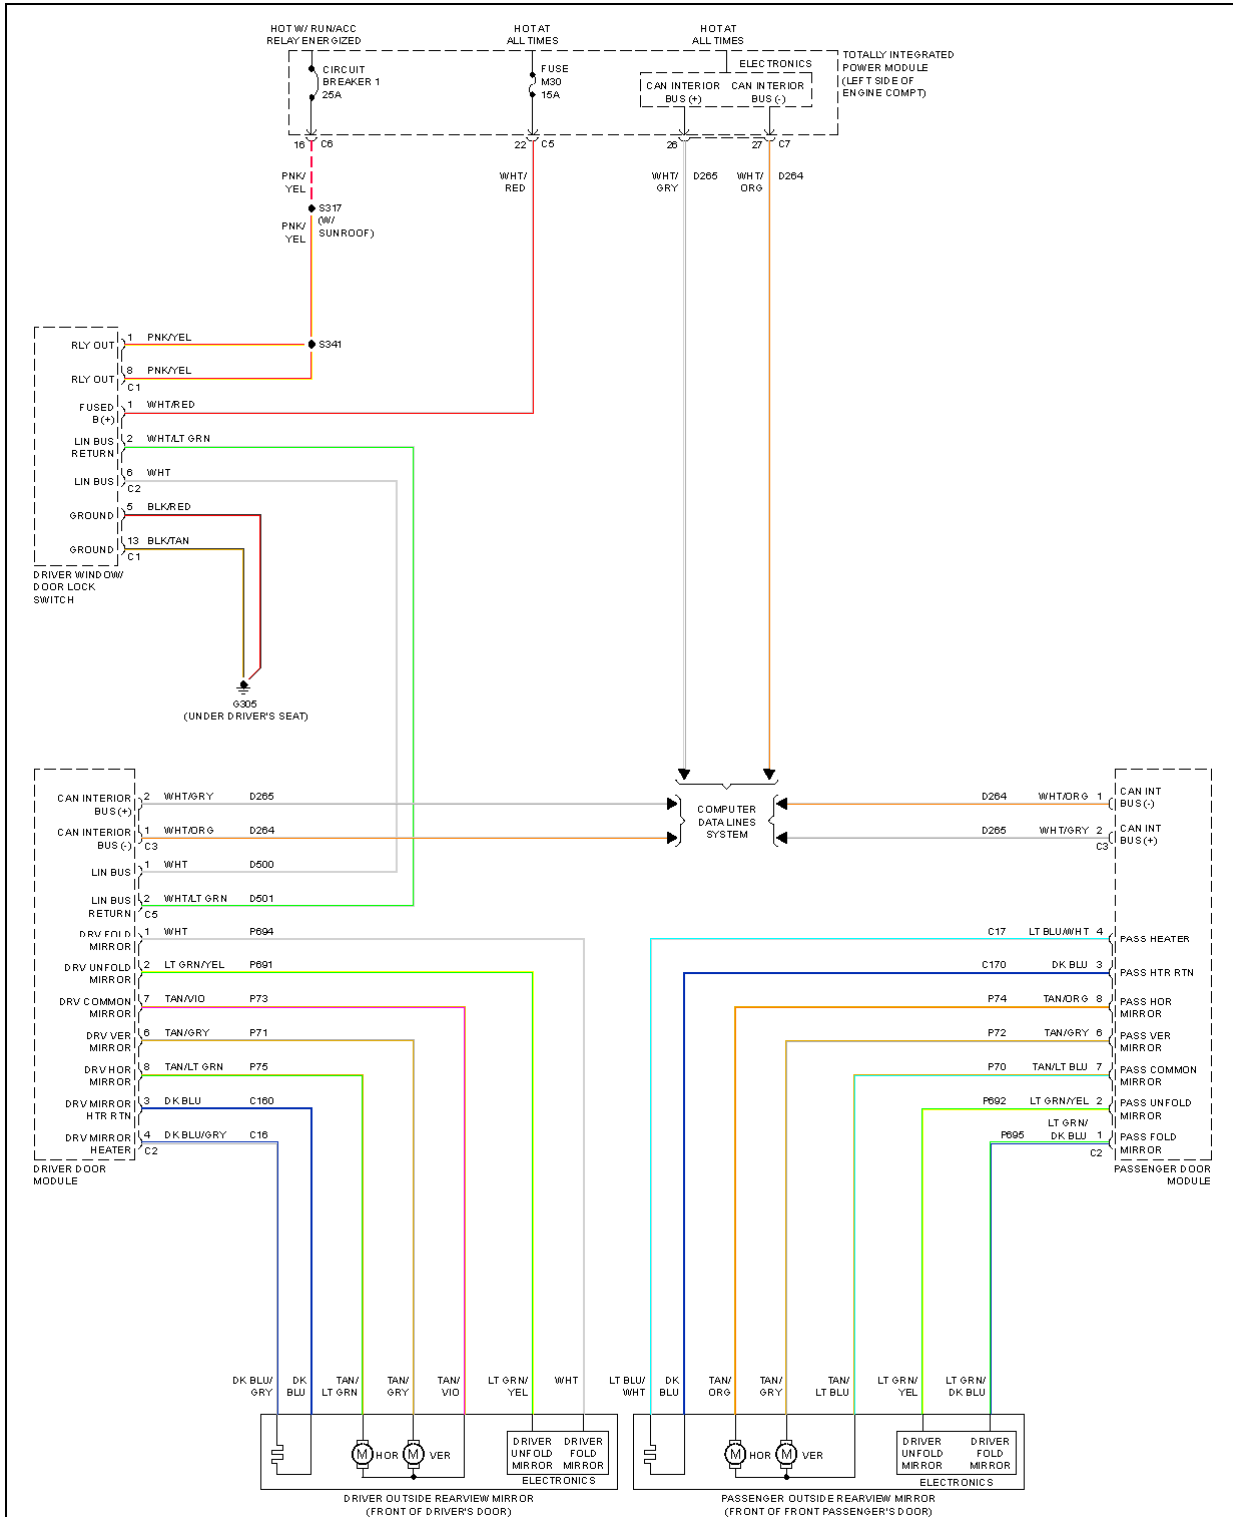 HOT W/ RUN/ACC
RELAY ENERGIZED
HOT AT
ALL TIMES
HOT AT
ALL TIMES
CIRCUIT
BREAKER 1
25A
FUSE
M30
15A
ELECTRONICS
CAN INTERIOR
BUS (+)
CAN INTERIOR
BUS (-)
TOTALLY INTEGRATED
POWER MODULE
(LEFT SIDE OF
ENGINE COMPT)
16 C6
22 C5
26
27 C7
PNK/
YEL
WHT/
RED
WHT/
GRY
D265
WHT/
ORG
D264
S317
(W/
SUNROOF)
PNK/
YEL
S341
RLY OUT 1 PNK/YEL
RLY OUT 8 PNK/YEL
C1
FUSED
B(+)
1 WHT/RED
LIN BUS
RETURN
2 WHT/LT GRN
LIN BUS 6 WHT
C2
GROUND 5 BLK/RED
GROUND 13 BLK/TAN
C1
DRIVER WINDOW/
DOOR LOCK
SWITCH
G305
(UNDER DRIVER'S SEAT)
CAN INTERIOR
BUS (+)
2 WHT/GRY D265
CAN INTERIOR
BUS (-)
1 WHT/ORG D264
C3
LIN BUS 1 WHT D500
LIN BUS
RETURN
2 WHT/LT GRN D501
C5
DRV FOLD
MIRROR
1 WHT P694
DRV UNFOLD
MIRROR
2 LT GRN/YEL P691
DRV COMMON
MIRROR
7 TAN/VIO P73
DRV VER
MIRROR
6 TAN/GRY P71
DRV HOR
MIRROR
8 TAN/LT GRN P75
DRV MIRROR
HTR RTN
3 DK BLU C160
DRV MIRROR
HEATER
4 DK BLU/GRY C16
C2
DRIVER DOOR
MODULE
COMPUTER
DATA LINES
SYSTEM
D264 WHT/ORG 1
CAN INT
BUS (-)
D265 WHT/GRY 2
C3
CAN INT
BUS (+)
C17 LT BLU/WHT 4 PASS HEATER
C170 DK BLU 3 PASS HTR RTN
P74 TAN/ORG 8
PASS HOR
MIRROR
P72 TAN/GRY 6
PASS VER
MIRROR
P70 TAN/LT BLU 7
PASS COMMON
MIRROR
P692 LT GRN/YEL 2
PASS UNFOLD
MIRROR
P695
LT GRN/
DK BLU 1
C2
PASS FOLD
MIRROR
PASSENGER DOOR
MODULE
DK BLU/
GRY
DK
BLU
TAN/
LT GRN
TAN/
GRY
TAN/
VIO
LT GRN/
YEL
WHT
LT BLU/
WHT
DK
BLU
TAN/
ORG
TAN/
GRY
TAN/
LT BLU
LT GRN/
YEL
LT GRN/
DK BLU
M HOR
M VER
DRIVER
UNFOLD
MIRROR
DRIVER
FOLD
MIRROR
ELECTRONICS
DRIVER OUTSIDE REARVIEW MIRROR
(FRONT OF DRIVER'S DOOR)
M HOR
M VER
DRIVER
UNFOLD
MIRROR
DRIVER
FOLD
MIRROR
ELECTRONICS
PASSENGER OUTSIDE REARVIEW MIRROR
(FRONT OF FRONT PASSENGER'S DOOR)